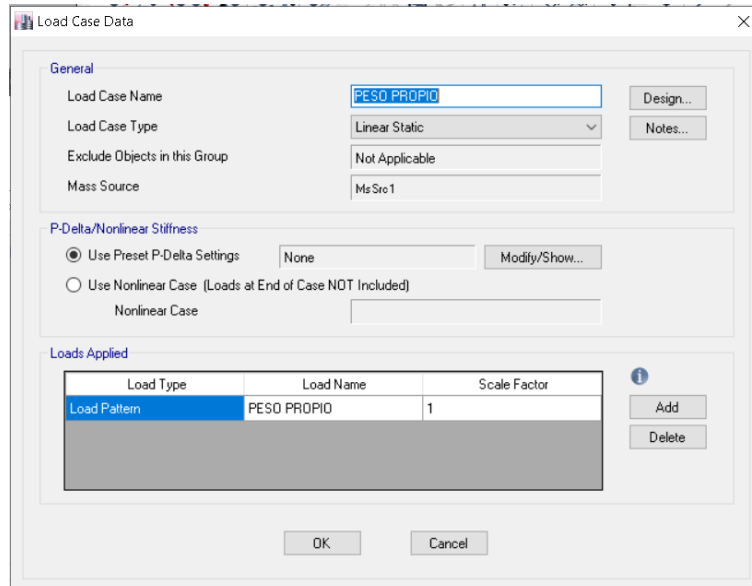 Load Case Data
General
Load Case Name PESO PROPIO Design...
Load Case Type Linear Static Notes...
Exclude Objects in this Group Not Applicable
Mass Source MsSrc1
P-Delta/Nonlinear Stiffness
Use Preset P-Delta Settings None Modify/Show...
Use Nonlinear Case (Loads at End of Case NOT Included)
Nonlinear Case
Loads Applied
Load Type Load Name Scale Factor
Load Pattern PESO PROPIO 1
Add
Delete
OK Cancel